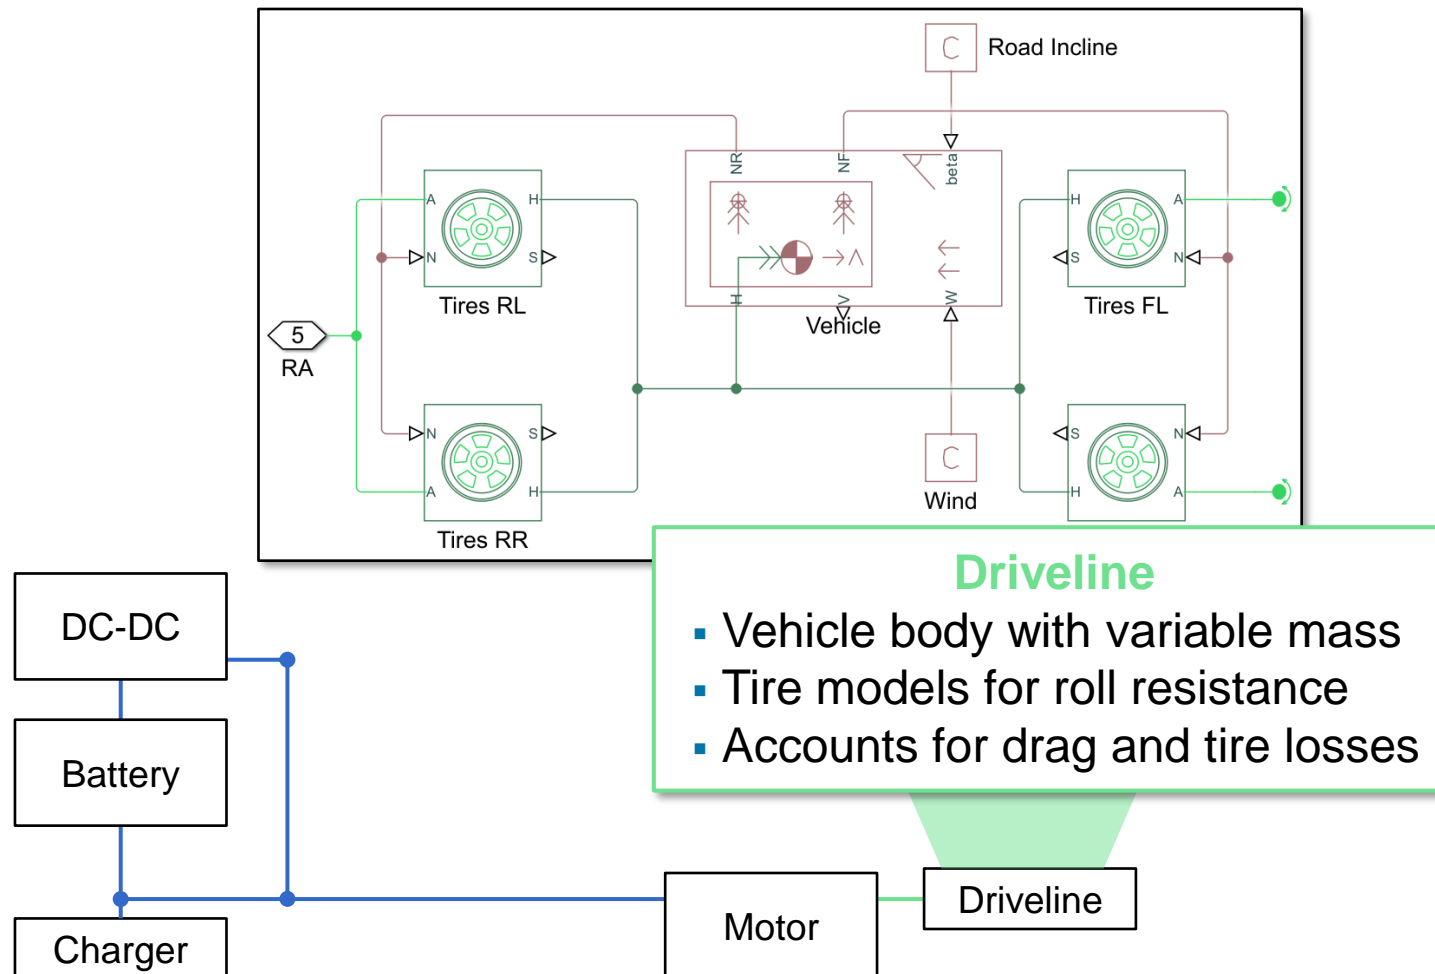 C
Road Incline
NR
NF
beta
A
H
H
A
N
S
S
N
Tires RL
H
V
W
Tires FL
Vehicle
5
RA
N
S
S
N
C
A
H
H
A
Wind
Tires RR
Driveline
▪ Vehicle body with variable mass
▪ Tire models for roll resistance
▪ Accounts for drag and tire losses
DC-DC
Battery
Charger
Motor
Driveline